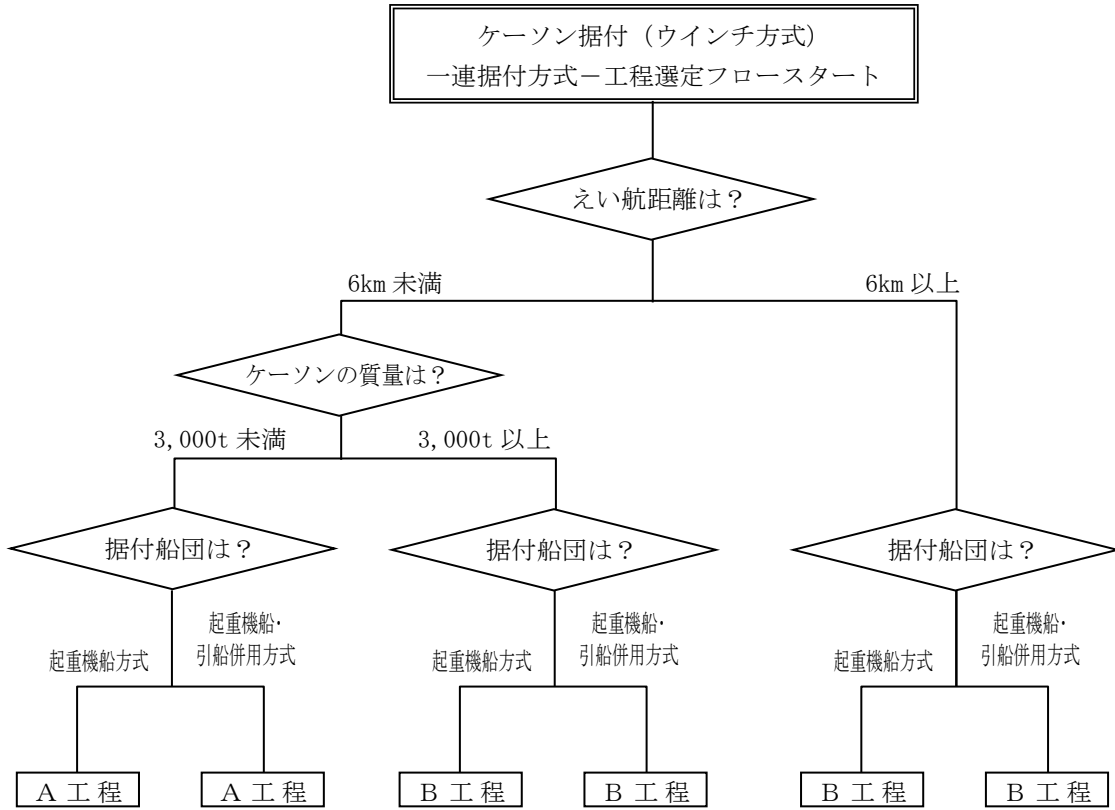 ケーソン据付（ウインチ方式）
一連据付方式－工程選定フロースタート
えい航距離は？
6km 未満
6km 以上
ケーソンの質量は？
3,000t 未満
3,000t 以上
据付船団は？
据付船団は？
据付船団は？
起重機船方式
起重機船・
引船併用方式
起重機船方式
起重機船・
引船併用方式
起重機船方式
起重機船・
引船併用方式
Ａ 工 程
Ａ 工 程
Ｂ 工 程
Ｂ 工 程
Ｂ 工 程
Ｂ 工 程